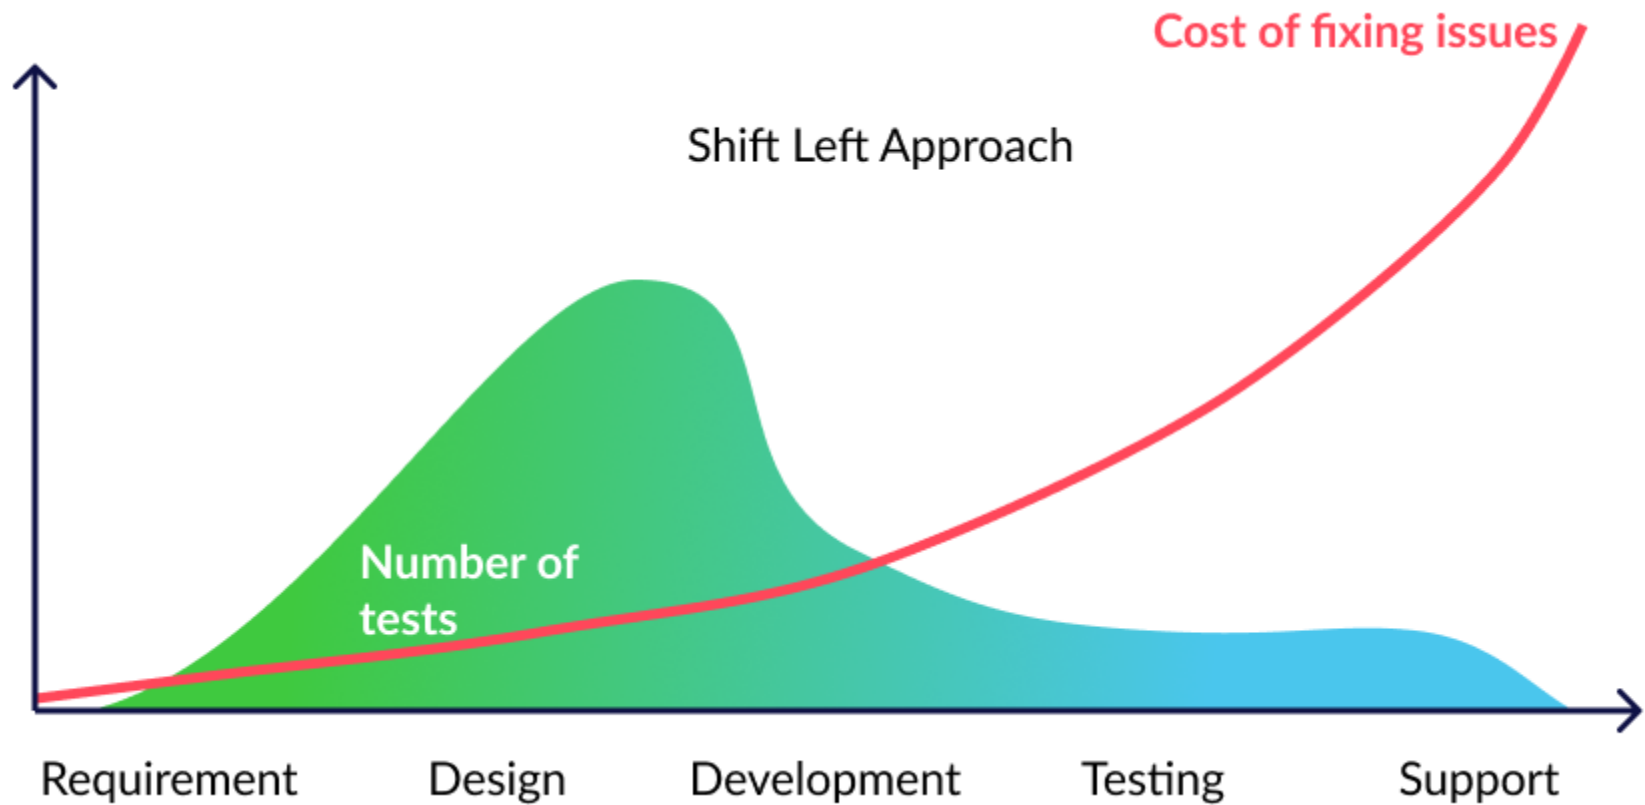 Cost of fixing issues
Shift Left Approach
Number of
tests
Requirement Design Development Testing Support